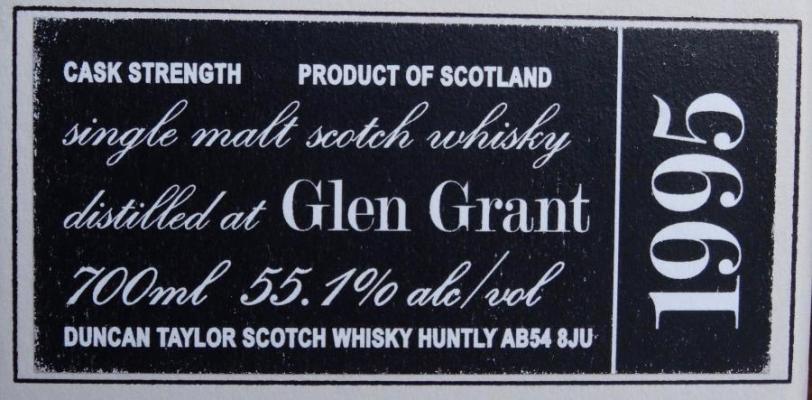 CASK STRENGTH PRODUCT OF SCOTLAND
single malt scotch whisky
distilled at Glen Grant
700ml 55.1% alc/vol
DUNCAN TAYLOR SCOTCH WHISKY HUNTLY AB54 8JU
1995